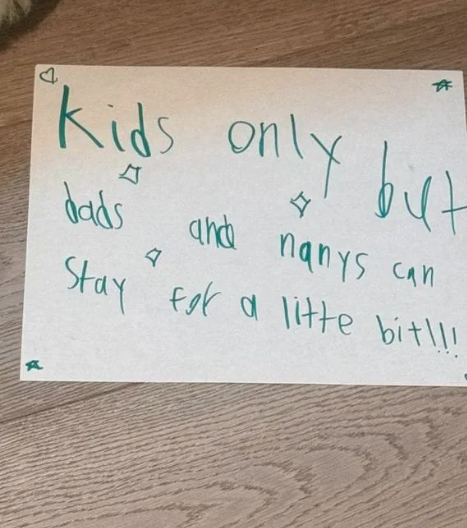 Kids only but
dads and nanys can
Stay for a litte bit!!!